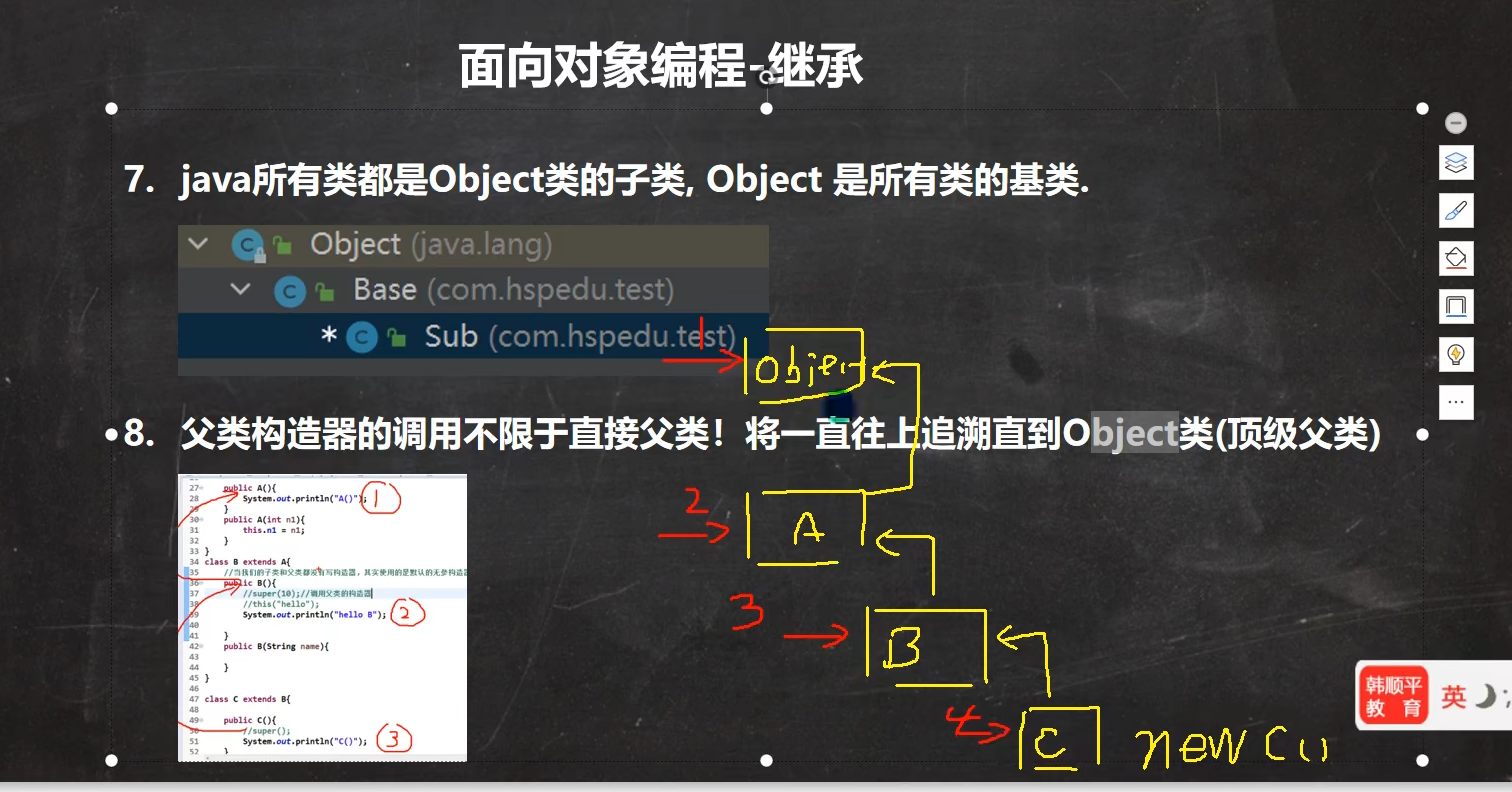 面向对象编程-继承
7. java所有类都是Object类的子类, Object 是所有类的基类.
Object (java.lang)
Base (com.hspedu.test)
* Sub (com.hspedu.test)
1
8. 父类构造器的调用不限于直接父类！将一直往上追溯直到Object类(顶级父类)
27 public A(){
28 System.out.println("A()"); 1
29 }
30 public A(int n1){
31 this.n1 = n1;
32 }
33 }
34 class B extends A{
35 //当我们的子类和父类都没有写构造器，其实使用的是默认的无参构造器
36 public B(){
37 //super(10);//调用父类的构造器
38 //this("hello");
39 System.out.println("hello B"); 2
40
41 }
42 public B(String name){
43
44 }
45 }
46
47 class C extends B{
48
49 public C(){
50 //super();
51 System.out.println("C()"); 3
52 }
2
A
3
B
4
C new C()
韩顺平
教 育
英